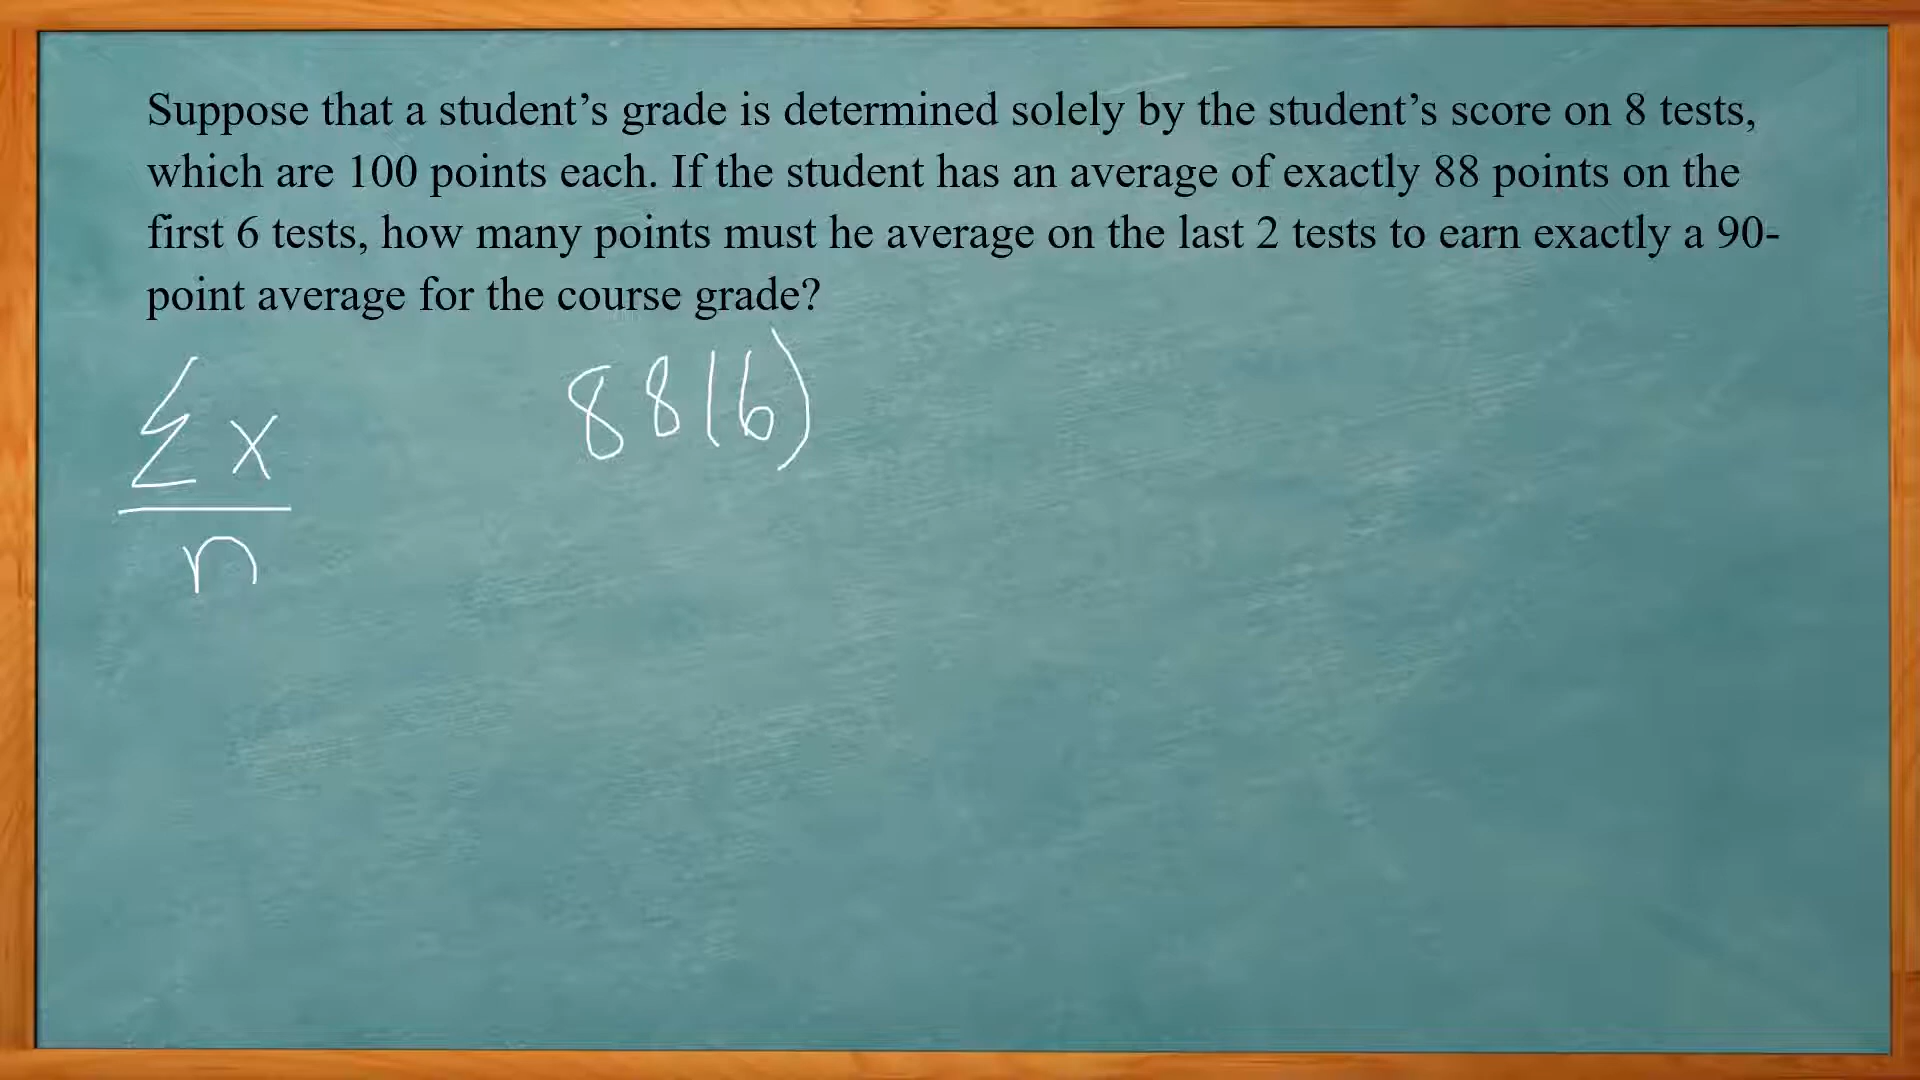 Suppose that a student’s grade is determined solely by the student’s score on 8 tests,
which are 100 points each. If the student has an average of exactly 88 points on the
first 6 tests, how many points must he average on the last 2 tests to earn exactly a 90-
point average for the course grade?
88(6)
Σx
n